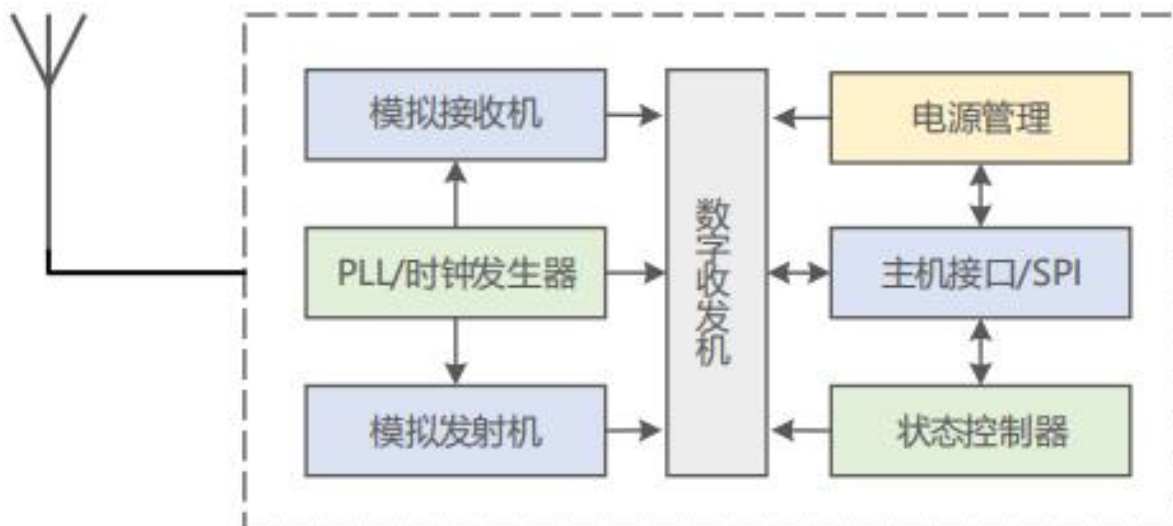 模拟接收机
电源管理
PLL/时钟发生器
数字收发机
主机接口/SPI
模拟发射机
状态控制器